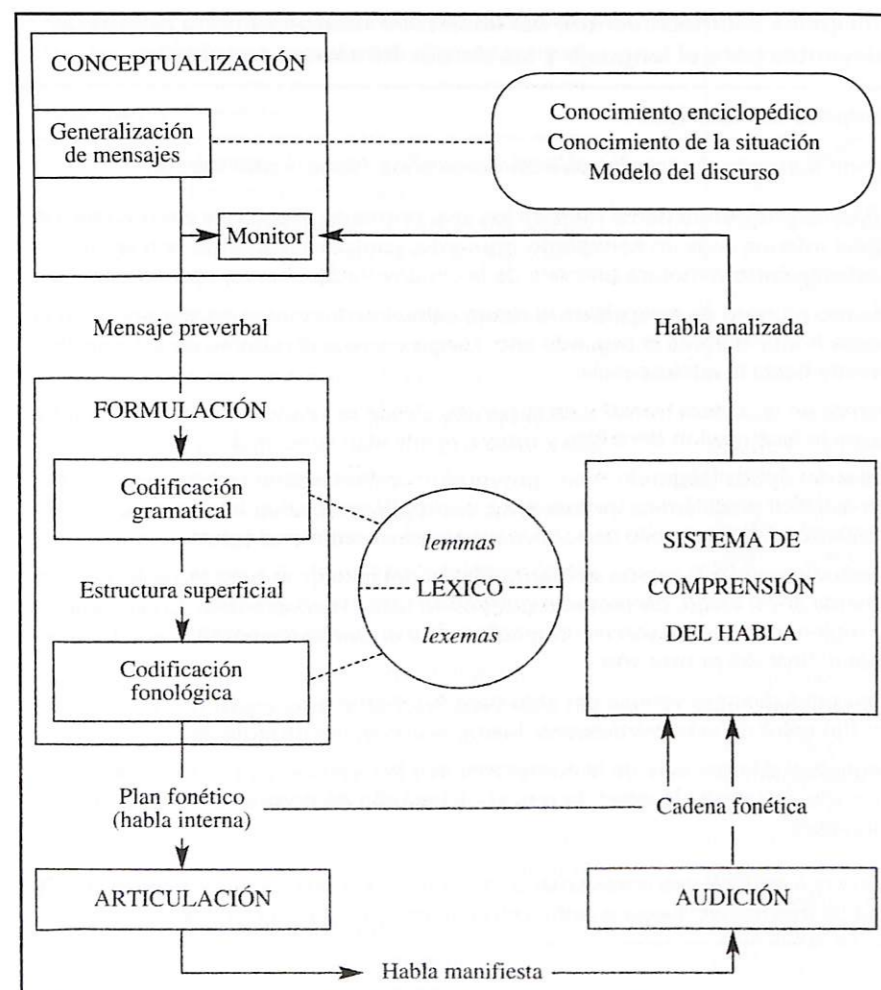 CONCEPTUALIZACIÓN
Generalización
de mensajes
Monitor
Conocimiento enciclopédico
Conocimiento de la situación
Modelo del discurso
Mensaje preverbal
Habla analizada
FORMULACIÓN
Codificación
gramatical
Estructura superficial
Codificación
fonológica
lemmas
LÉXICO
lexemas
SISTEMA DE
COMPRENSIÓN
DEL HABLA
Plan fonético
(habla interna)
Cadena fonética
ARTICULACIÓN
AUDICIÓN
Habla manifiesta